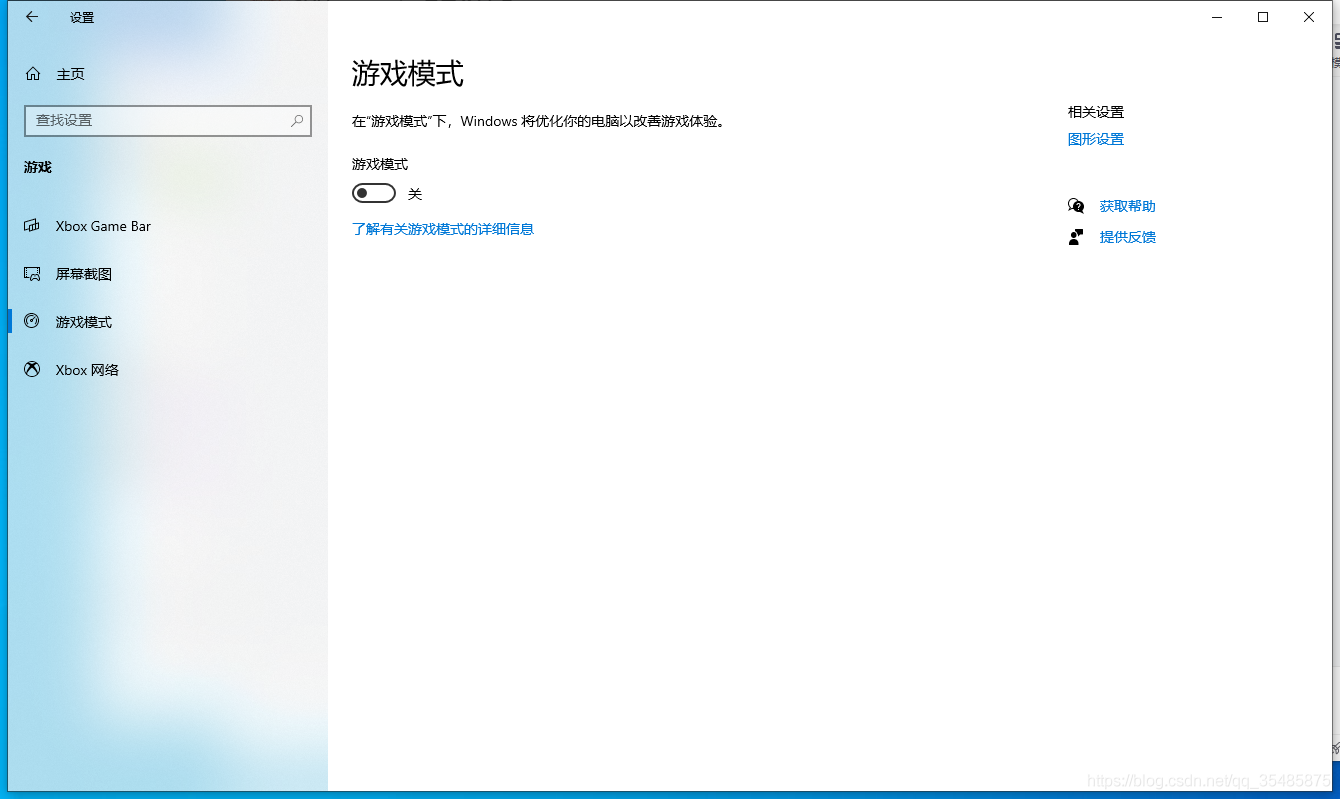 设置
主页
查找设置
游戏
Xbox Game Bar
屏幕截图
游戏模式
Xbox 网络
游戏模式
在“游戏模式”下，Windows 将优化你的电脑以改善游戏体验。
游戏模式
关
了解有关游戏模式的详细信息
相关设置
图形设置
获取帮助
提供反馈
https://blog.csdn.net/qq_35485875